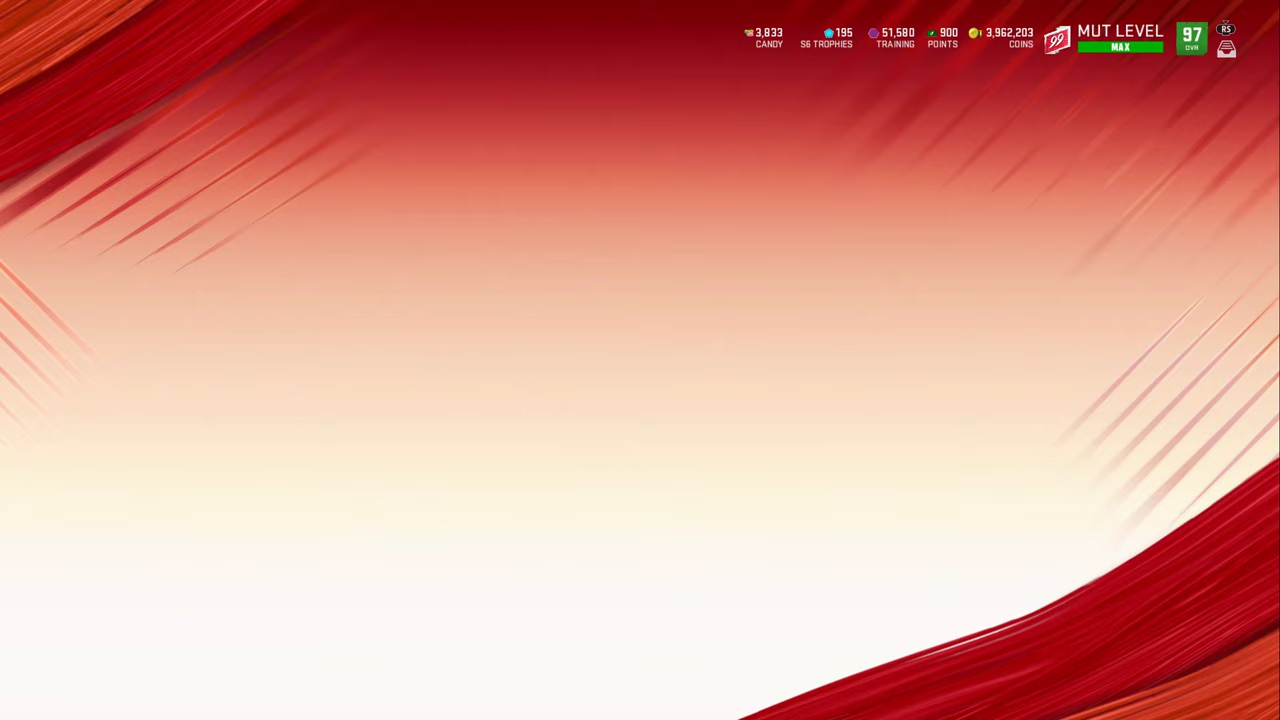 3,833 195 51,580 900 3,962,203
CANDY S6 TROPHIES TRAINING POINTS COINS
99
MUT LEVEL
MAX
97
OVR
RS